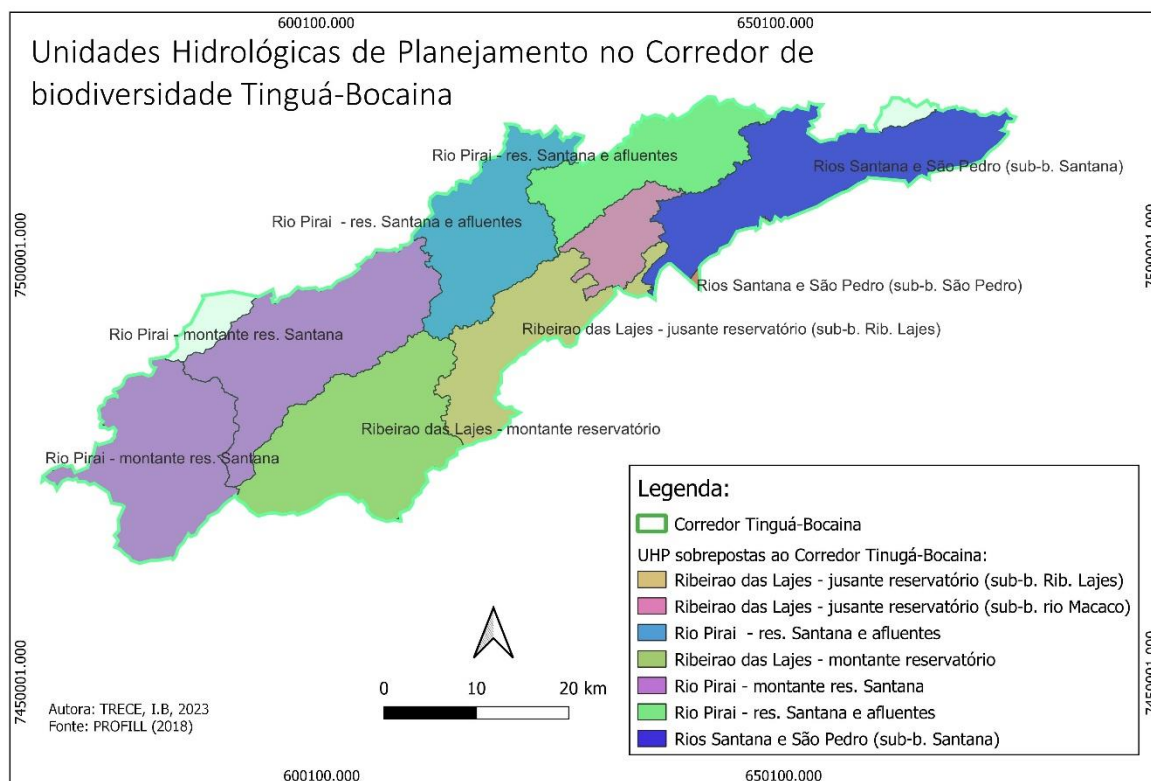 600100.000
650100.000
Unidades Hidrológicas de Planejamento no Corredor de
biodiversidade Tinguá-Bocaina
Rio Pirai - res. Santana e afluentes
Rios Santana e São Pedro (sub-b. Santana)
Rio Pirai  - res. Santana e afluentes
7500001.000
7500001.000
Rios Santana e São Pedro (sub-b. São Pedro)
Rio Pirai - montante res. Santana
Ribeirao das Lajes - jusante reservatório (sub-b. Rib. Lajes)
Ribeirao das Lajes - montante reservatório
Rio Pirai - montante res. Santana
Legenda:
Corredor Tinguá-Bocaina
UHP sobrepostas ao Corredor Tinugá-Bocaina:
Ribeirao das Lajes - jusante reservatório (sub-b. Rib. Lajes)
Ribeirao das Lajes - jusante reservatório (sub-b. rio Macaco)
Rio Pirai  - res. Santana e afluentes
Ribeirao das Lajes - montante reservatório
Rio Pirai - montante res. Santana
Rio Pirai - res. Santana e afluentes
Rios Santana e São Pedro (sub-b. Santana)
7450001.000
7450001.000
0 10 20 km
Autora: TRECE, I.B, 2023
Fonte: PROFILL (2018)
600100.000
650100.000